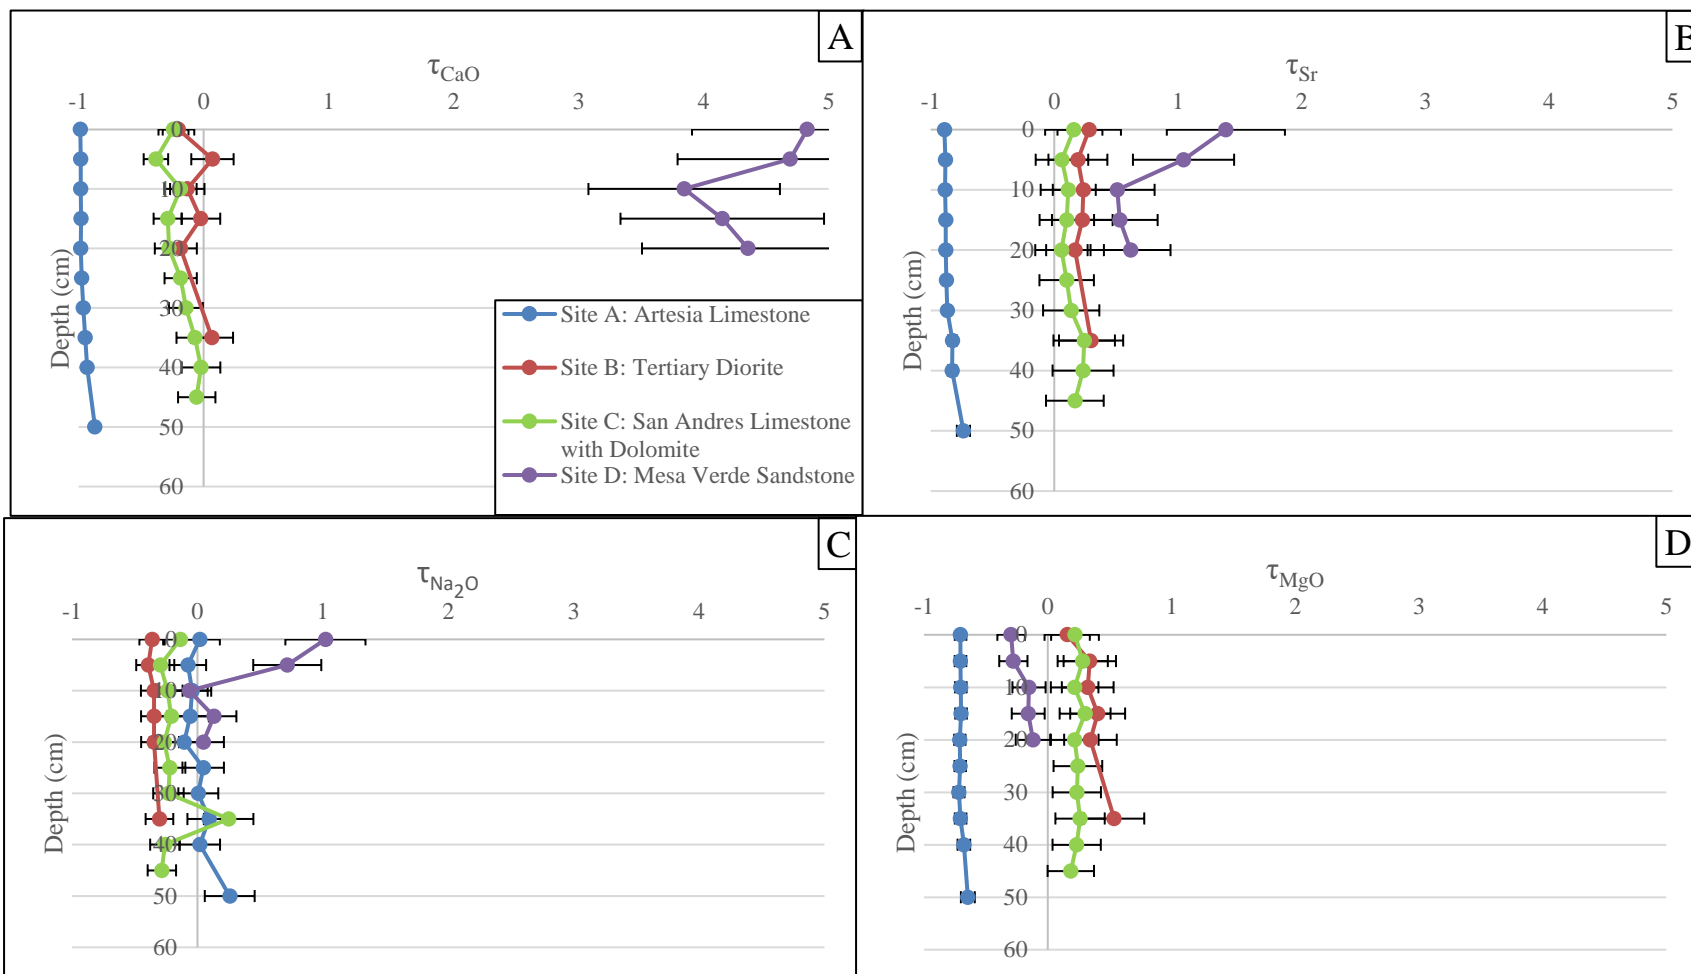 A
τCaO
-1 0 1 2 3 4 5
0
10
20
30
40
50
60
Depth (cm)
Site A: Artesia Limestone
Site B: Tertiary Diorite
Site C: San Andres Limestone
with Dolomite
Site D: Mesa Verde Sandstone
B
τSr
-1 0 1 2 3 4 5
0
10
20
30
40
50
60
Depth (cm)
C
τNa2O
-1 0 1 2 3 4 5
0
10
20
30
40
50
60
Depth (cm)
D
τMgO
-1 0 1 2 3 4 5
0
10
20
30
40
50
60
Depth (cm)